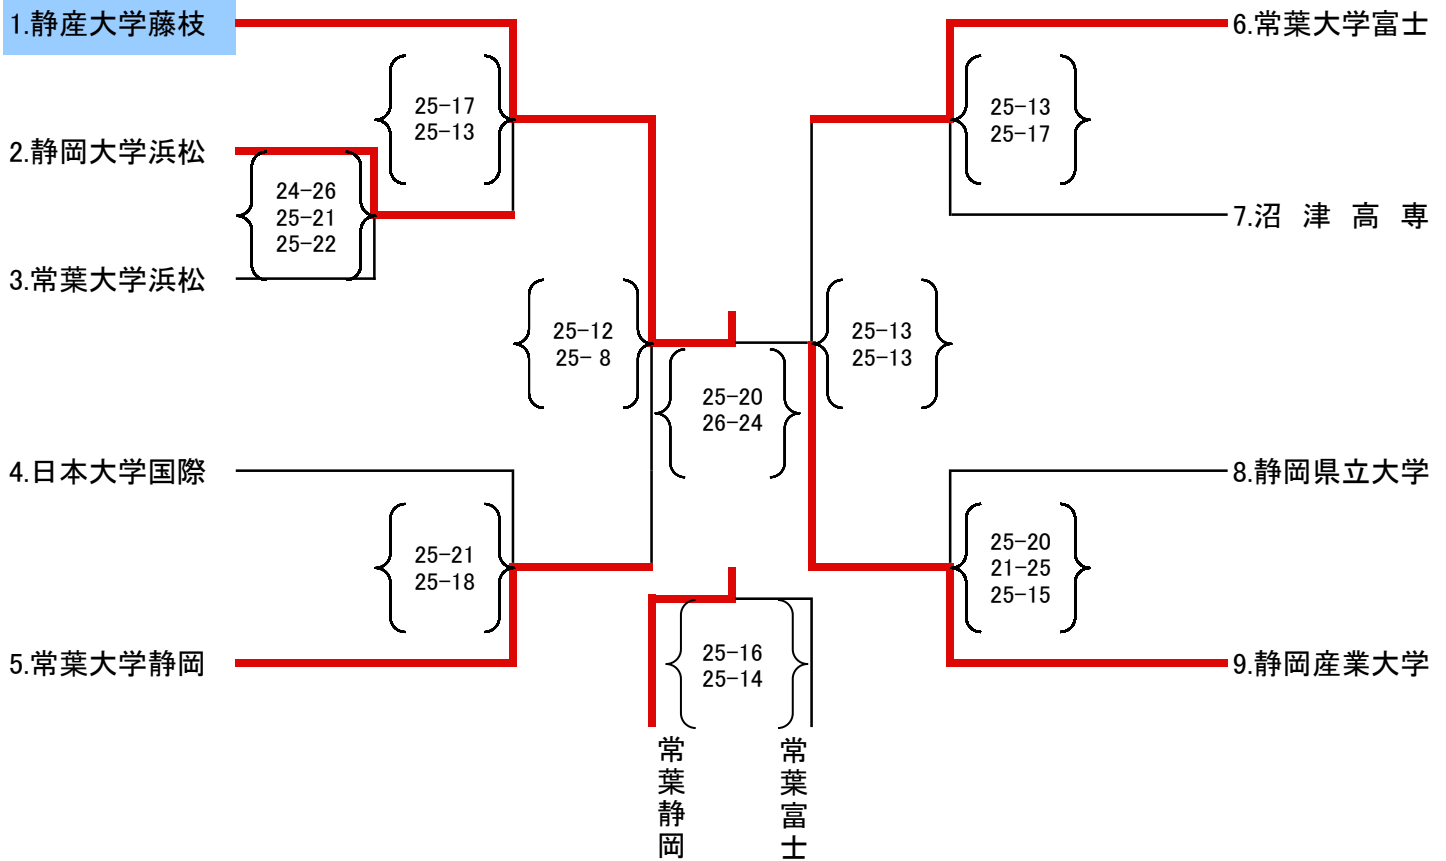 1.静産大学藤枝
6.常葉大学富士
25-17
25-13
25-13
25-17
2.静岡大学浜松
24-26
25-21
25-22
7.沼 津 高 専
3.常葉大学浜松
25-12
25- 8
25-13
25-13
25-20
26-24
4.日本大学国際
8.静岡県立大学
25-21
25-18
25-20
21-25
25-15
5.常葉大学静岡
9.静岡産業大学
25-16
25-14
常葉静岡
常葉富士